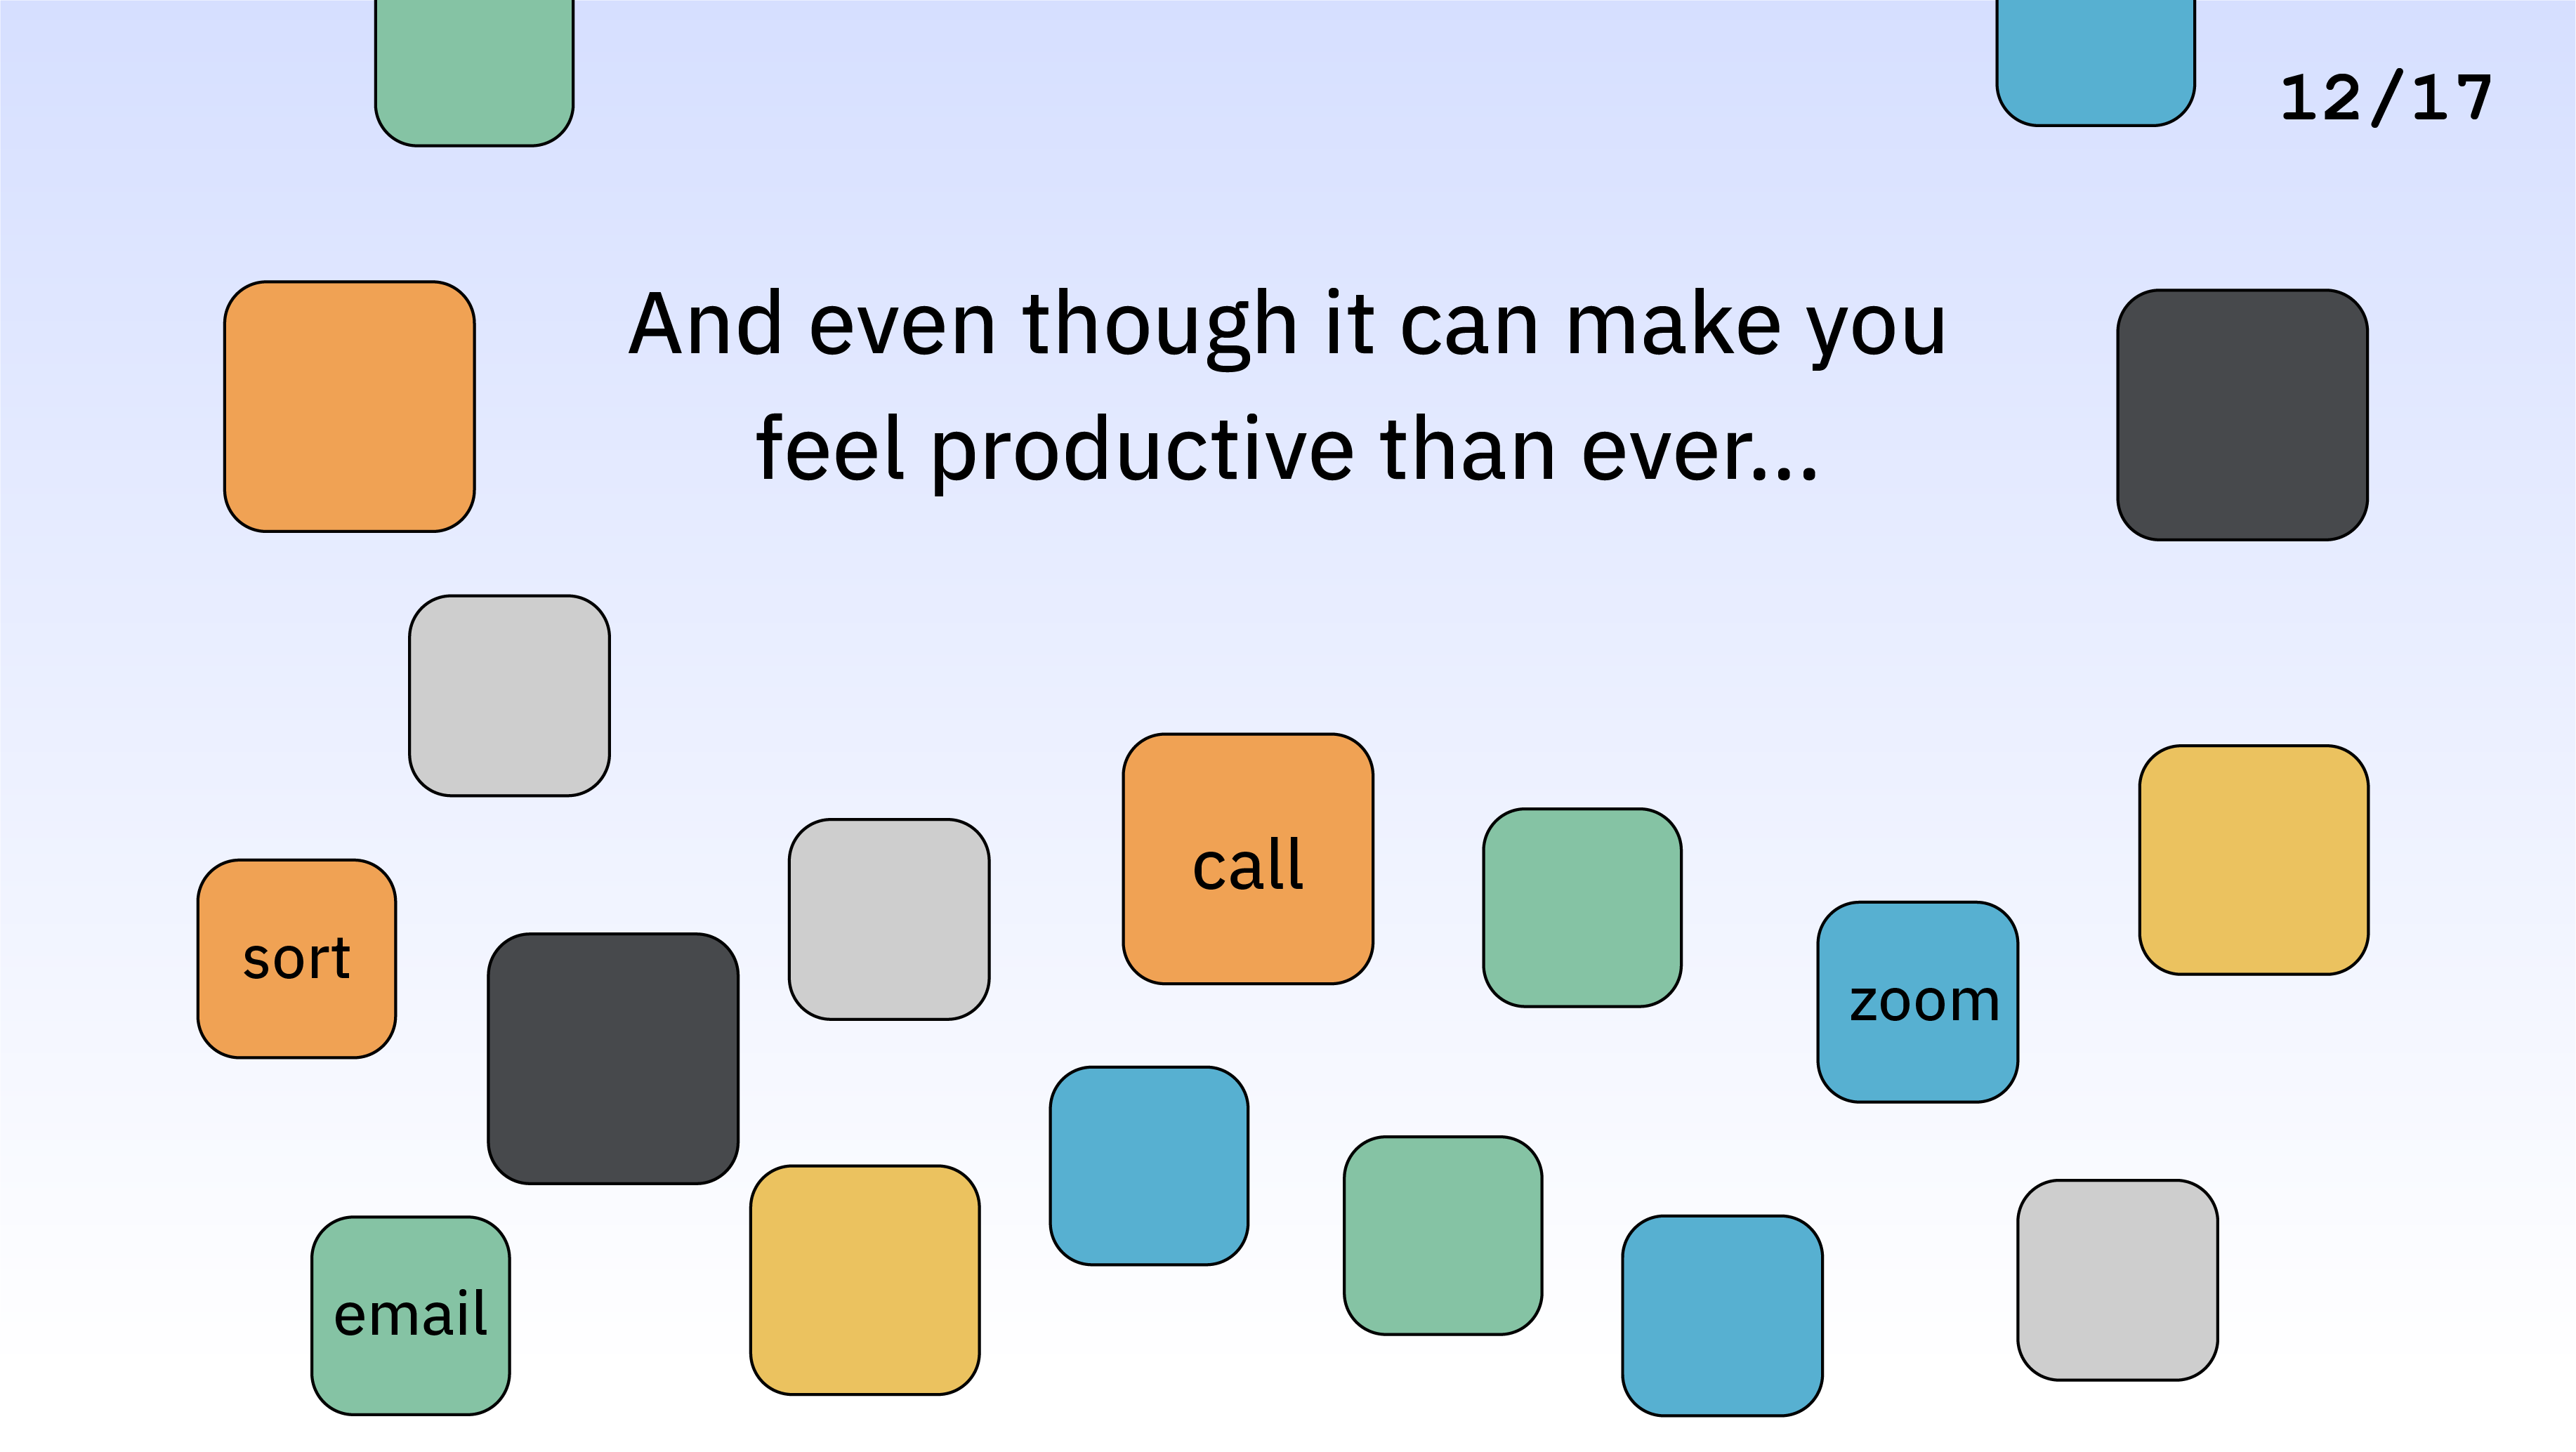 12/17
And even though it can make you
feel productive than ever...
call
sort
zoom
email